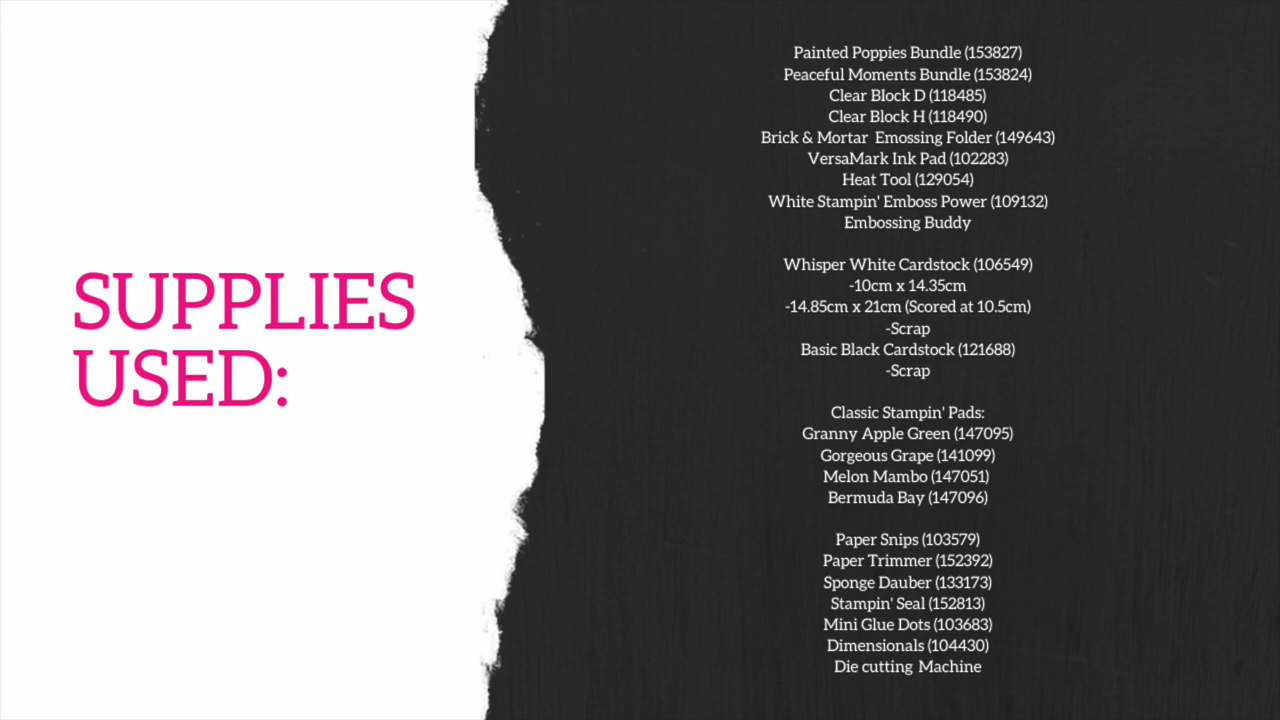 SUPPLIES
USED:
Painted Poppies Bundle (153827)
Peaceful Moments Bundle (153824)
Clear Block D (118485)
Clear Block H (118490)
Brick & Mortar Emossing Folder (149643)
VersaMark Ink Pad (102283)
Heat Tool (129054)
White Stampin' Emboss Power (109132)
Embossing Buddy
Whisper White Cardstock (106549)
-10cm x 14.35cm
-14.85cm x 21cm (Scored at 10.5cm)
-Scrap
Basic Black Cardstock (121688)
-Scrap
Classic Stampin' Pads:
Granny Apple Green (147095)
Gorgeous Grape (141099)
Melon Mambo (147051)
Bermuda Bay (147096)
Paper Snips (103579)
Paper Trimmer (152392)
Sponge Dauber (133173)
Stampin' Seal (152813)
Mini Glue Dots (103683)
Dimensionals (104430)
Die cutting Machine